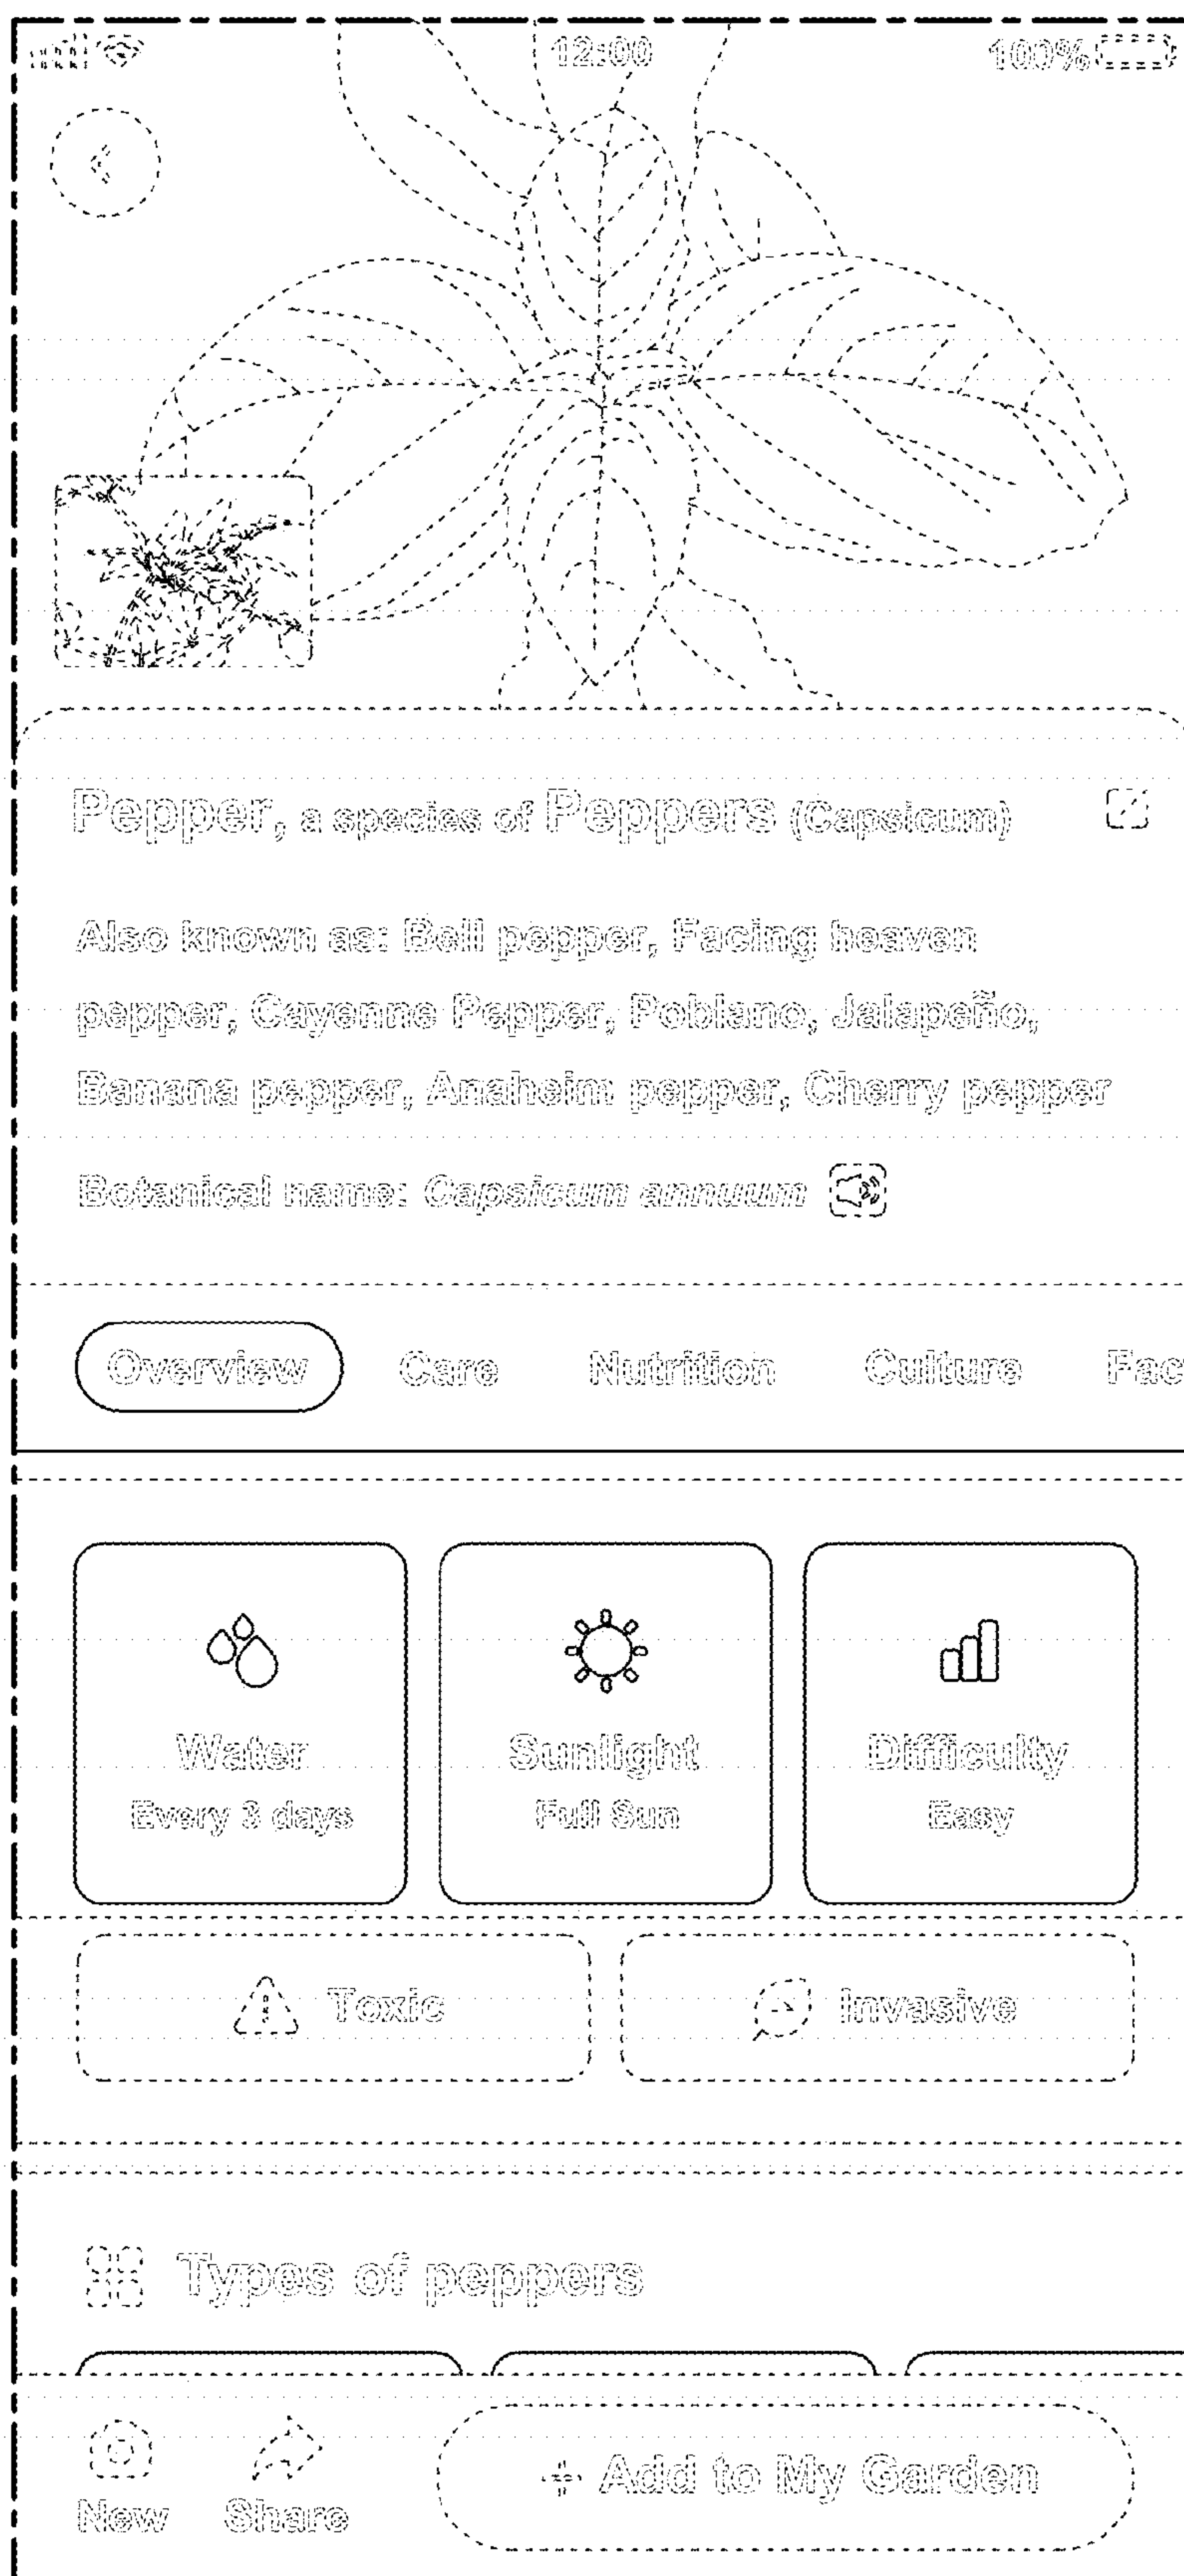 12:00
100%
Pepper, a species of Peppers (Capsicum)
Also known as: Bell pepper, Facing heaven
pepper, Cayenne Pepper, Poblano, Jalapeño,
Banana pepper, Anaheim pepper, Cherry pepper
Botanical name: Capsicum annuum
Overview Care Nutrition Culture Fac
Water Sunlight Difficulty
Every 3 days Full Sun Easy
Toxic Invasive
Types of peppers
+ Add to My Garden
New Share